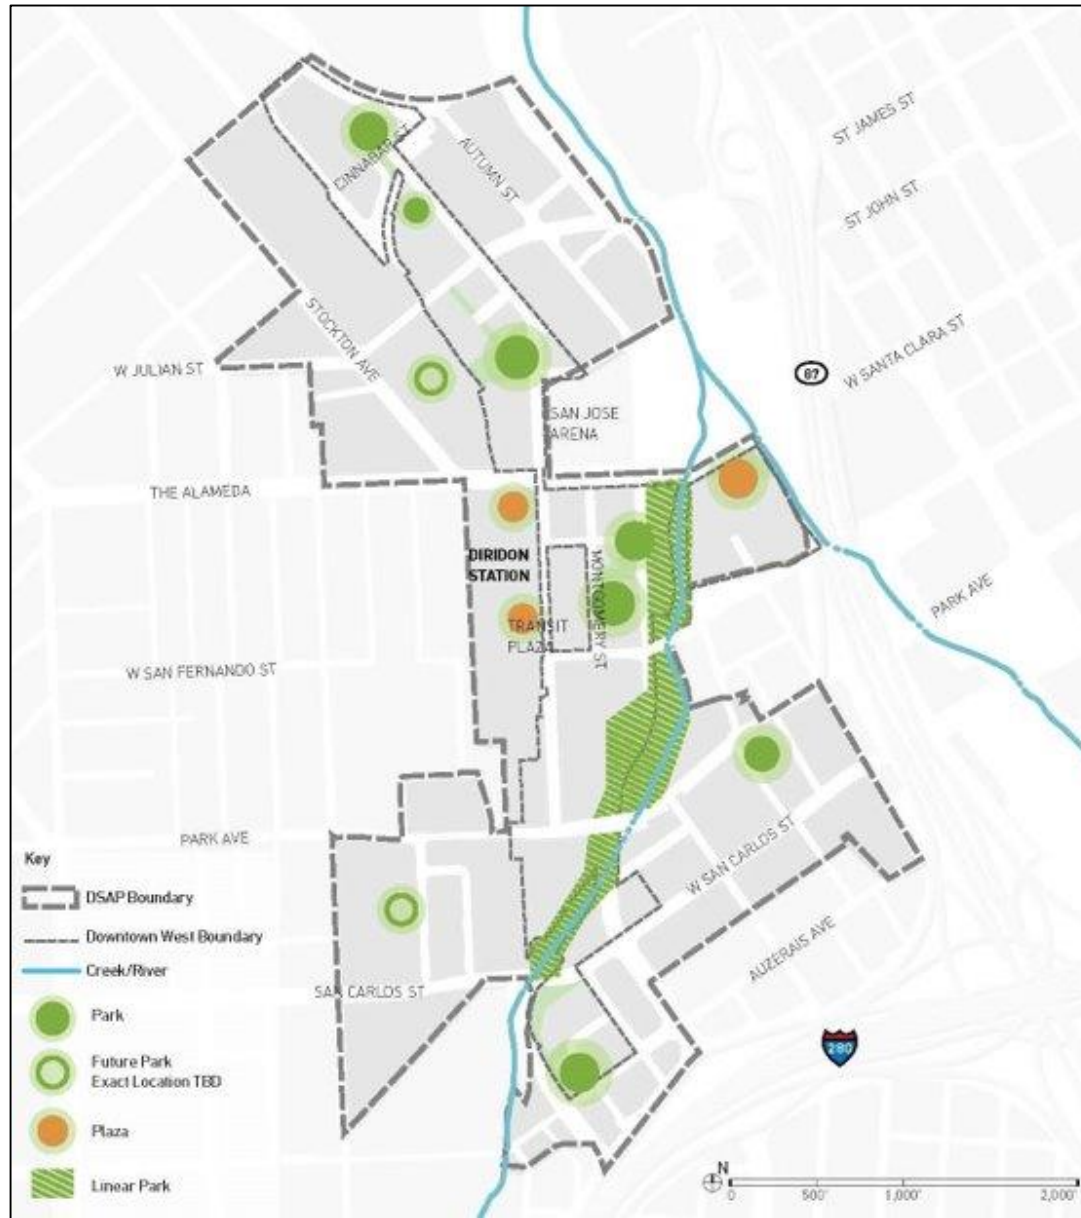 ST JAMES ST
CINNABAR ST
AUTUMN ST
ST JOHN ST
STOCKTON AVE
W JULIAN ST
W SANTA CLARA ST
87
SAN JOSE
ARENA
THE ALAMEDA
DIRIDON
STATION
MONTGOMERY ST
PARK AVE
TRANSIT
PLAZA
W SAN FERNANDO ST
PARK AVE
W SAN CARLOS ST
AUZERAIS AVE
SAN CARLOS ST
280
Key
DSAP Boundary
Downtown West Boundary
Creek/River
Park
Future Park
Exact Location TBD
Plaza
Linear Park
N
0 500' 1,000' 2,000'